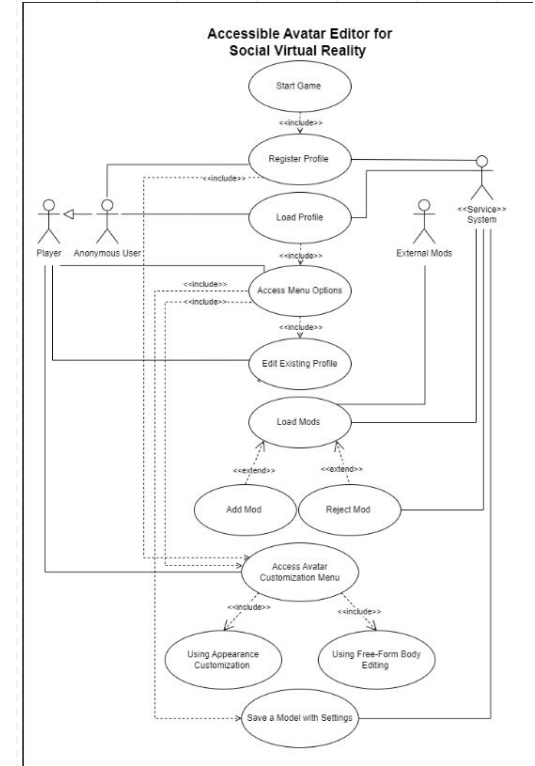 Accessible Avatar Editor for
Social Virtual Reality
Start Game
<<include>>
Register Profile
<<include>>
Load Profile
<<Service>>
System
Player
Anonymous User
External Mods
<<include>>
<<include>>
Access Menu Options
<<include>>
<<include>>
Edit Existing Profile
Load Mods
<<extend>>
<<extend>>
Add Mod
Reject Mod
Access Avatar
Customization Menu
<<include>>
<<include>>
Using Appearance
Customization
Using Free-Form Body
Editing
Save a Model with Settings